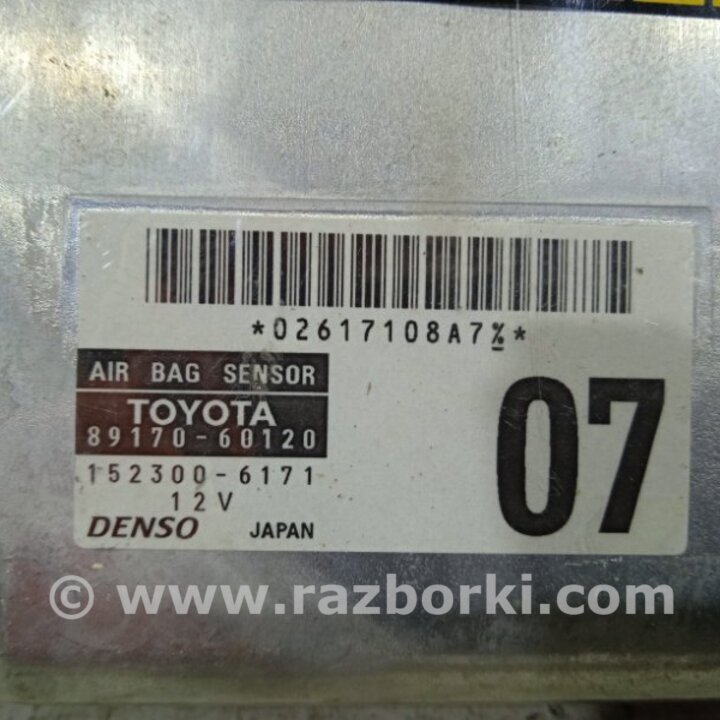 *02617108A7%*
AIR BAG SENSOR
TOYOTA
89170-60120
152300-6171
12V
DENSO JAPAN
07
© www.razborki.com